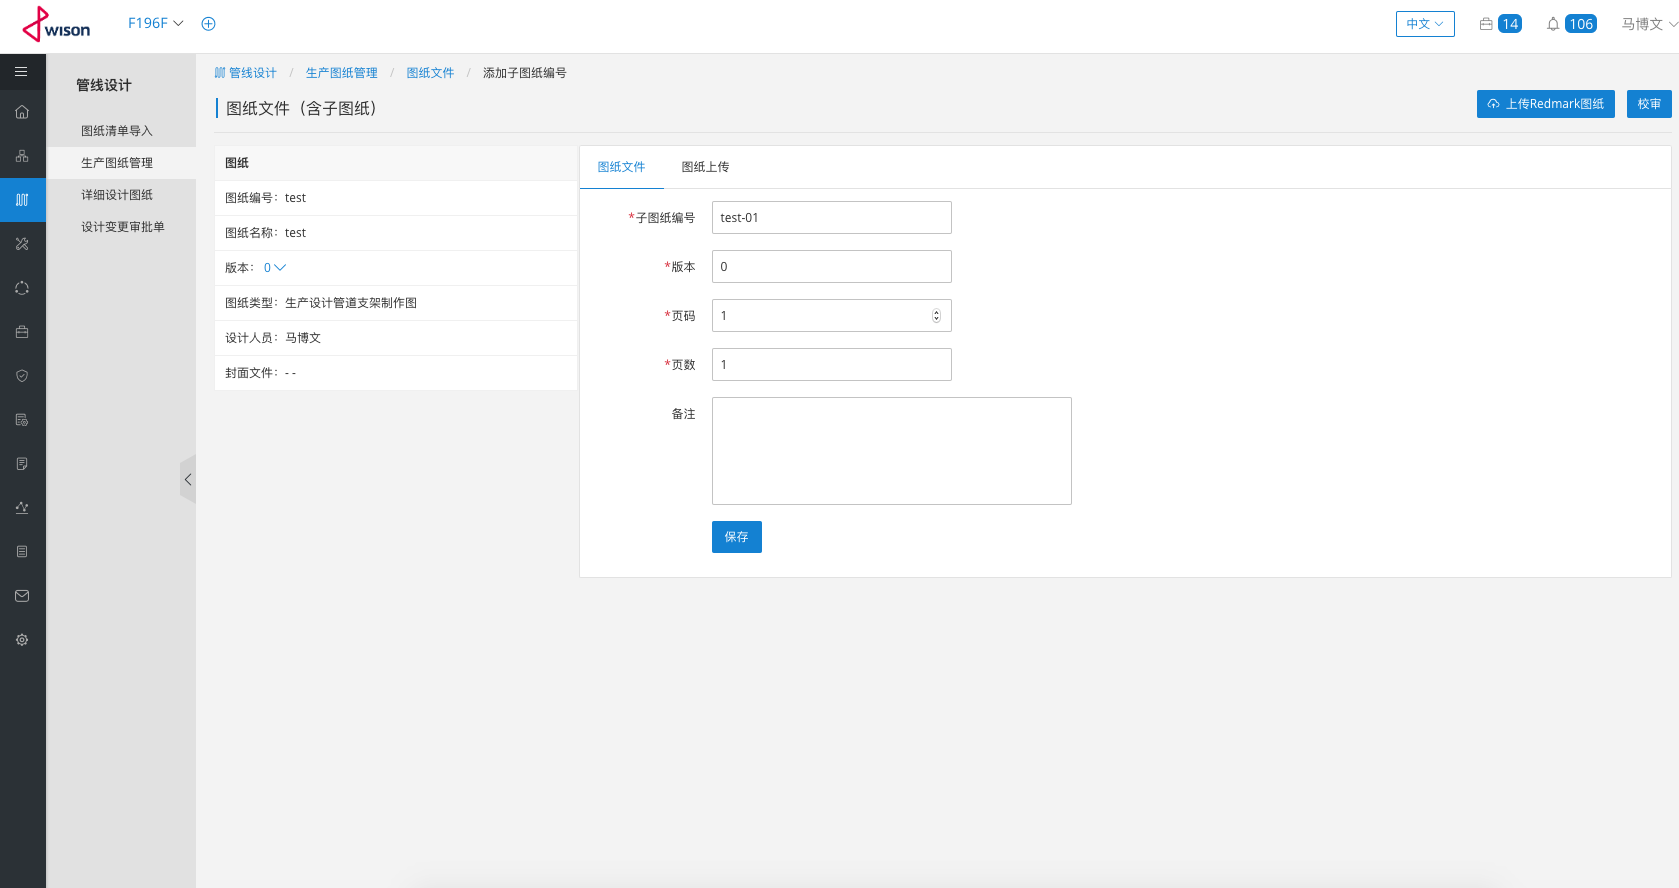 wison
F196F
中文
14
106
马博文
管线设计
图纸清单导入
生产图纸管理
详细设计图纸
设计变更审批单
管线设计 / 生产图纸管理 / 图纸文件 / 添加子图纸编号
图纸文件（含子图纸）
上传Redmark图纸
校审
图纸
图纸编号：test
图纸名称：test
版本：0
图纸类型：生产设计管道支架制作图
设计人员：马博文
封面文件：- -
图纸文件
图纸上传
*子图纸编号 test-01
*版本 0
*页码 1
*页数 1
备注
保存